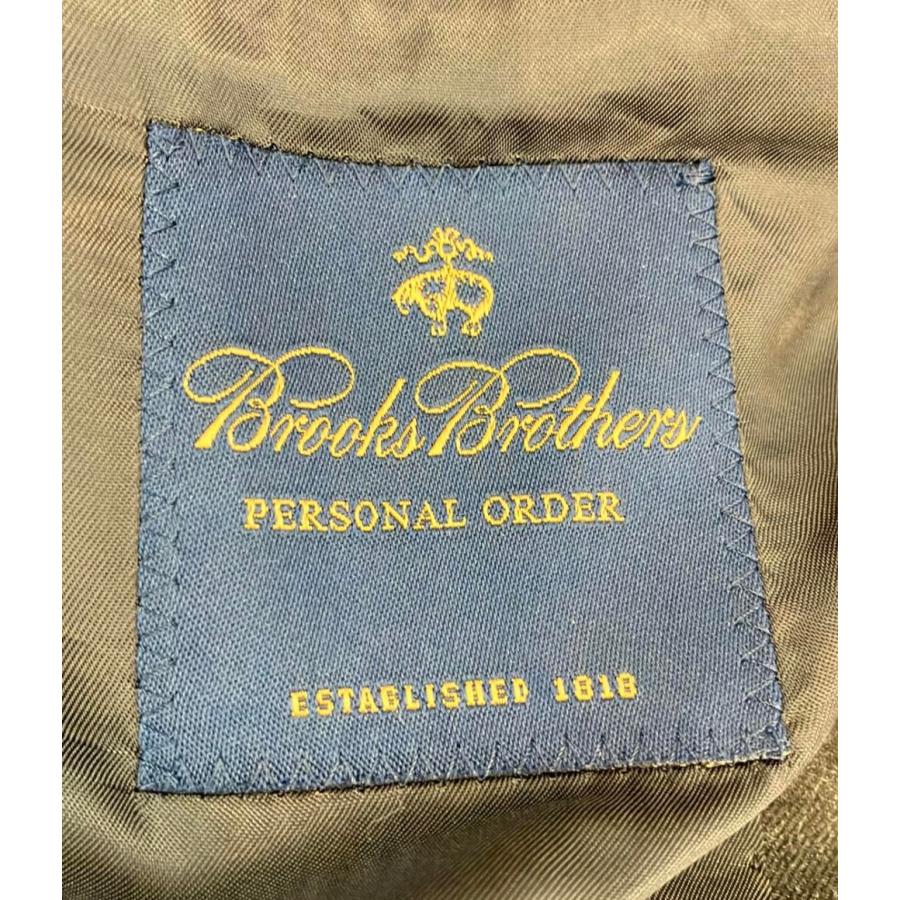 Brooks Brothers
PERSONAL ORDER
ESTABLISHED 1818